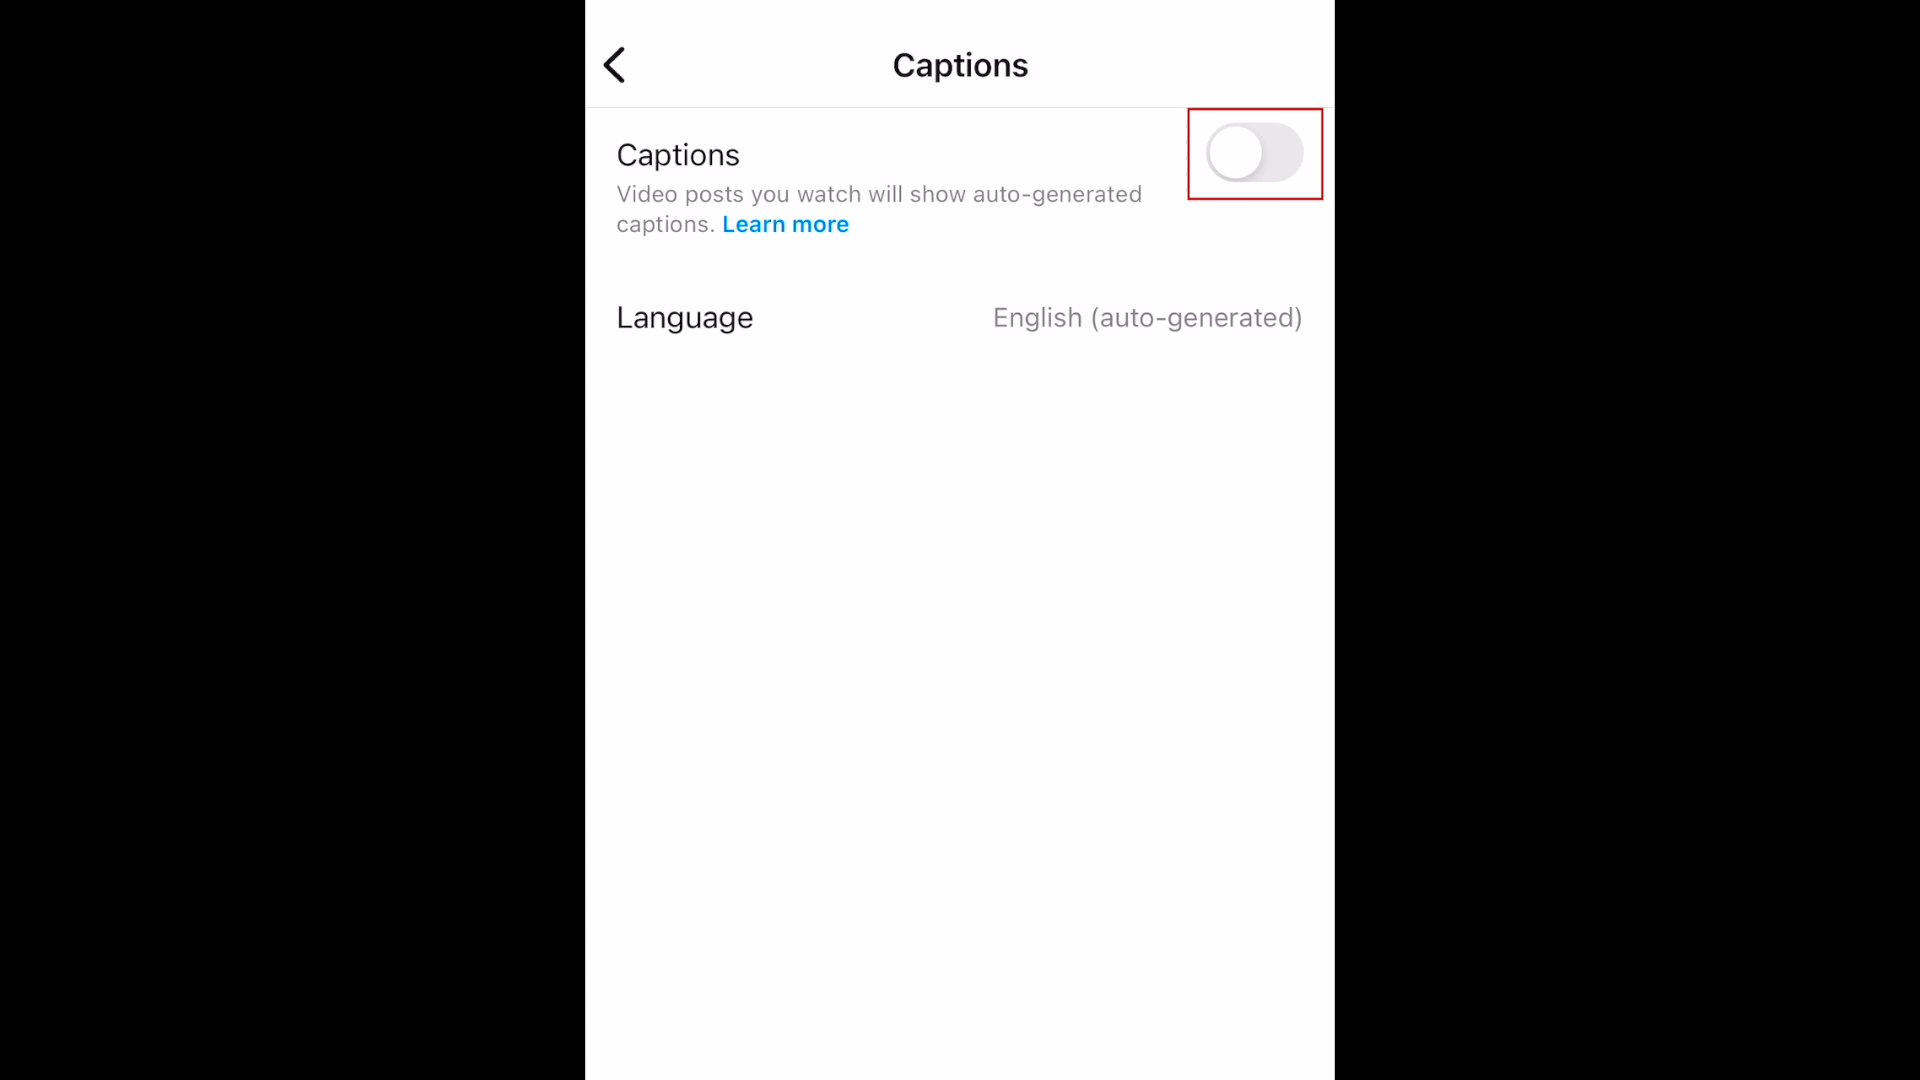 Captions
Captions
Video posts you watch will show auto-generated
captions. Learn more
Language English (auto-generated)